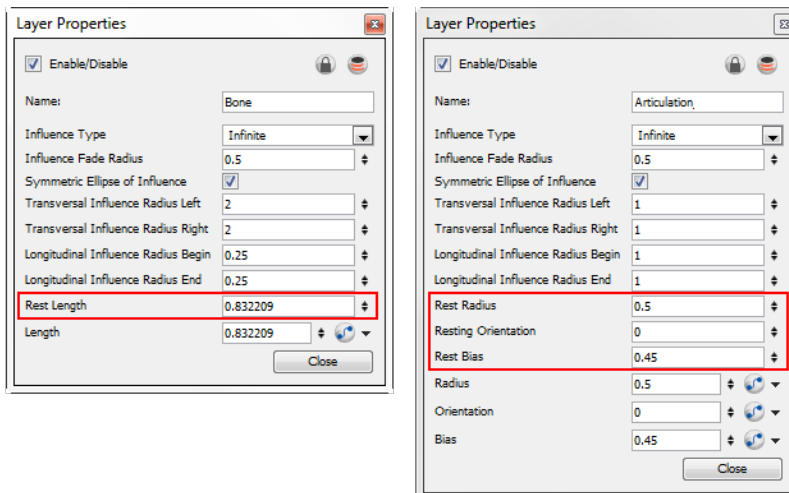 Layer Properties
Enable/Disable
Name: Bone
Influence Type Infinite
Influence Fade Radius 0.5
Symmetric Ellipse of Influence
Transversal Influence Radius Left 2
Transversal Influence Radius Right 2
Longitudinal Influence Radius Begin 0.25
Longitudinal Influence Radius End 0.25
Rest Length 0.832209
Length 0.832209
Close
Layer Properties
Enable/Disable
Name: Articulation
Influence Type Infinite
Influence Fade Radius 0.5
Symmetric Ellipse of Influence
Transversal Influence Radius Left 1
Transversal Influence Radius Right 1
Longitudinal Influence Radius Begin 1
Longitudinal Influence Radius End 1
Rest Radius 0.5
Resting Orientation 0
Rest Bias 0.45
Radius 0.5
Orientation 0
Bias 0.45
Close